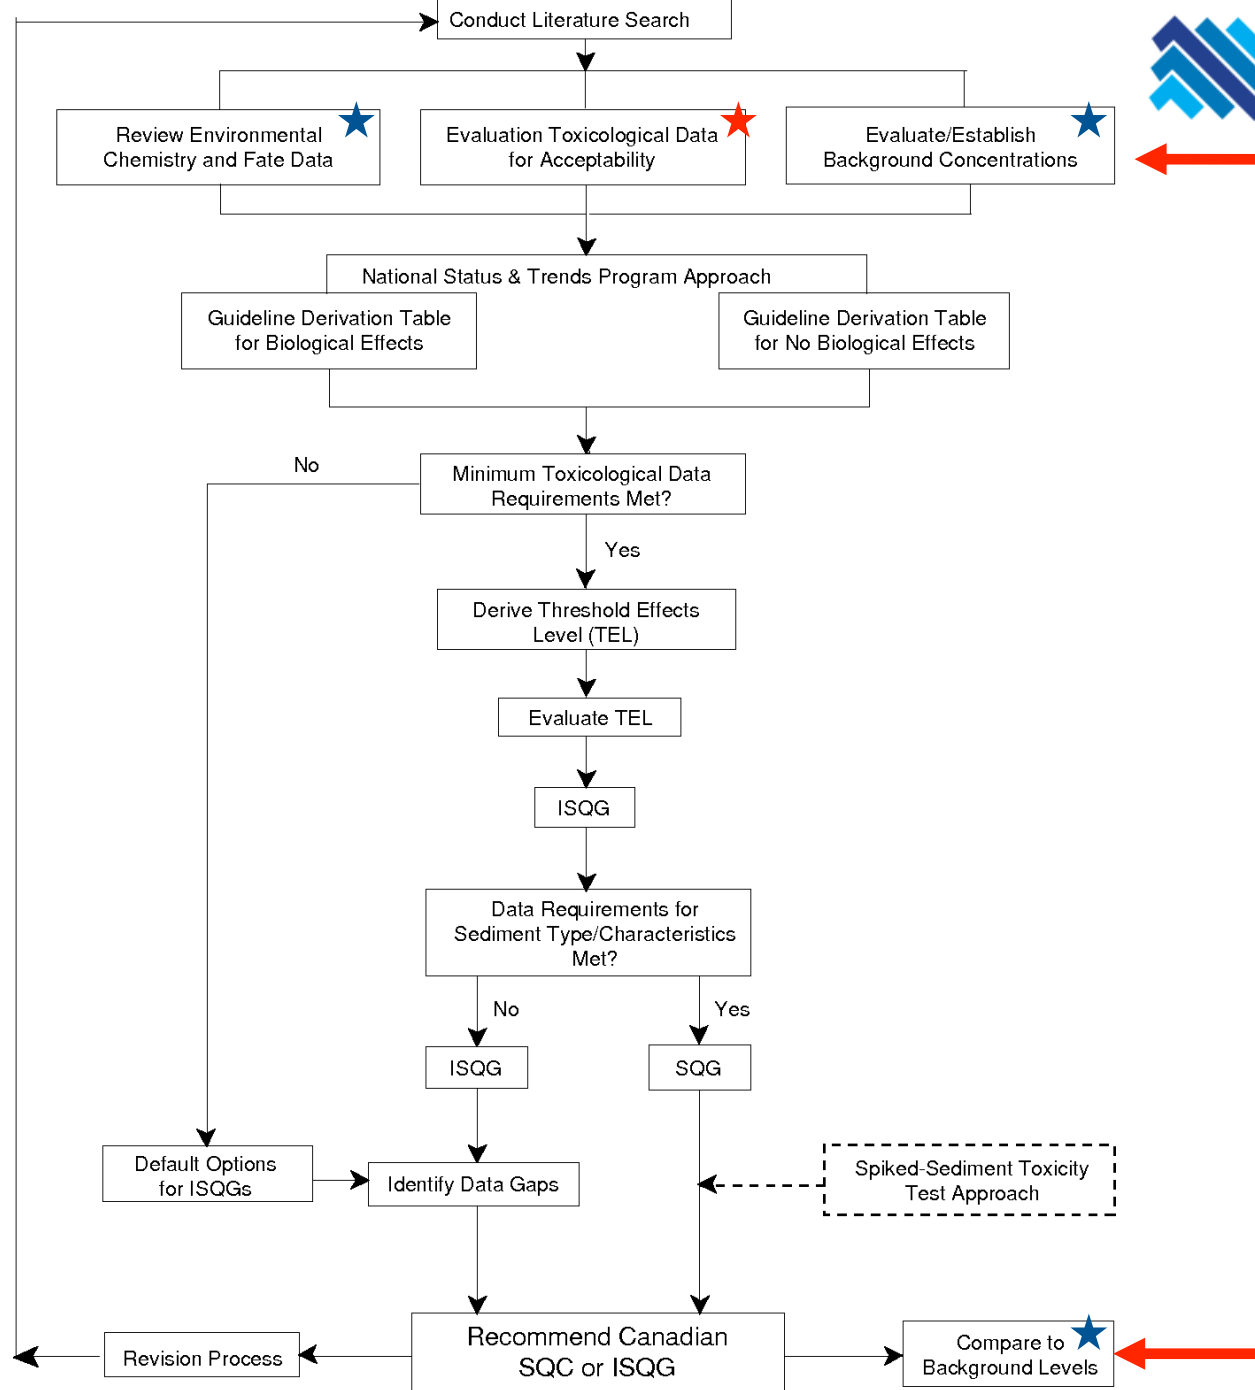 Conduct Literature Search
Review Environmental
Chemistry and Fate Data
Evaluation Toxicological Data
for Acceptability
Evaluate/Establish
Background Concentrations
National Status & Trends Program Approach
Guideline Derivation Table
for Biological Effects
Guideline Derivation Table
for No Biological Effects
No
Minimum Toxicological Data
Requirements Met?
Yes
Derive Threshold Effects
Level (TEL)
Evaluate TEL
ISQG
Data Requirements for
Sediment Type/Characteristics
Met?
No
Yes
ISQG
SQG
Default Options
for ISQGs
Identify Data Gaps
Spiked-Sediment Toxicity
Test Approach
Revision Process
Recommend Canadian
SQC or ISQG
Compare to
Background Levels